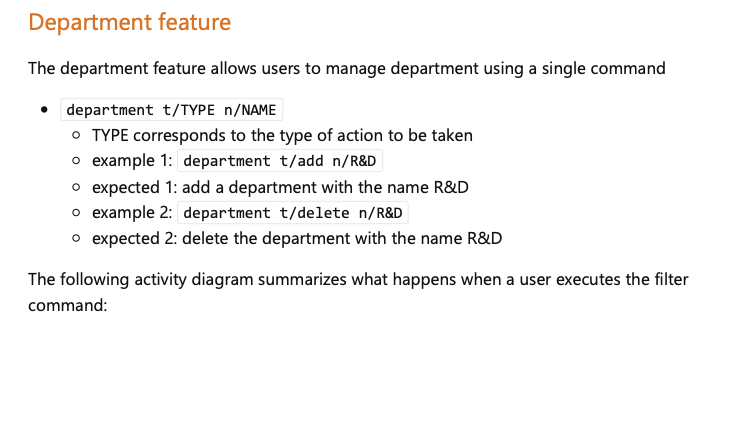 Department feature
The department feature allows users to manage department using a single command
department t/TYPE n/NAME
TYPE corresponds to the type of action to be taken
example 1: department t/add n/R&D
expected 1: add a department with the name R&D
example 2: department t/delete n/R&D
expected 2: delete the department with the name R&D
The following activity diagram summarizes what happens when a user executes the filter
command: